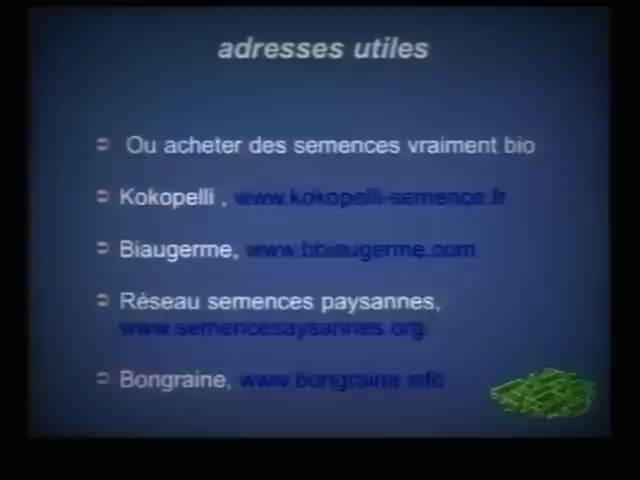 adresses utiles
Ou acheter des semences vraiment bio
Kokopelli , www.kokopelli-semence.fr
Biaugerme, www.bbiaugerme.com
Réseau semences paysannes,
www.semencesaysannes.org
Bongraine, www.bongraine.info